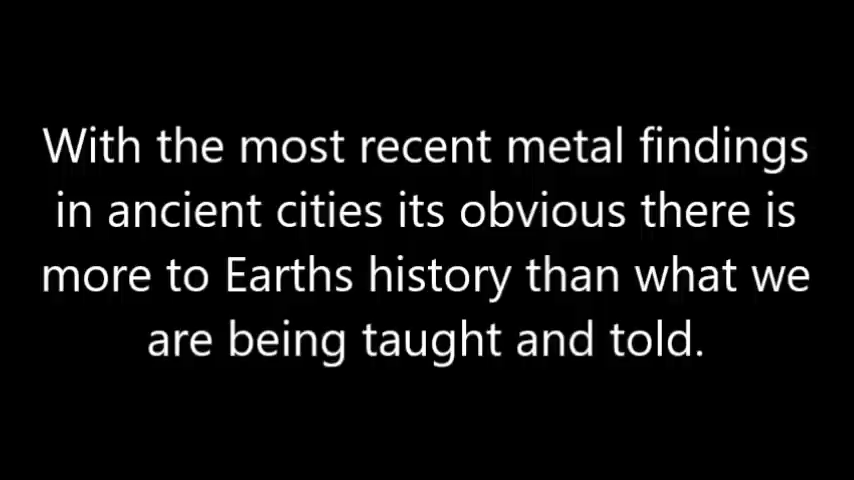 With the most recent metal findings
in ancient cities its obvious there is
more to Earths history than what we
are being taught and told.